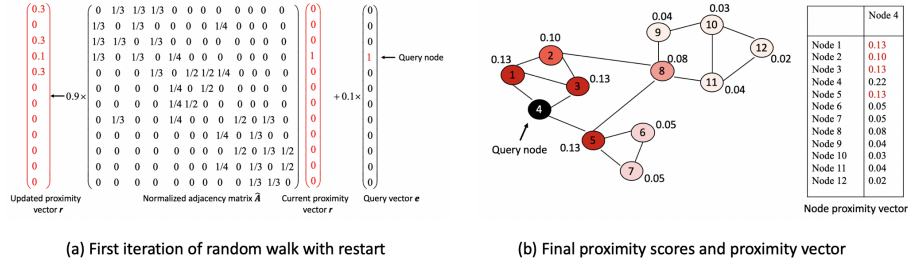 0.3 0 1/3 1/3 1/3 0 0 0 0 0 0 0 0 0 0
0 1/3 0 1/3 0 0 0 0 1/4 0 0 0 0 0 0
0.3 1/3 1/3 0 1/3 0 0 0 0 0 0 0 0 0 0
0.1 1/3 0 1/3 0 1/4 0 0 0 0 0 0 0 1 1 Query node
0.3 0 0 0 1/3 0 1/2 1/2 1/4 0 0 0 0 0 0
0 0 0 0 0 1/4 0 1/2 0 0 0 0 0 0 0
0.9× +0.1×
0 0 0 0 0 1/4 1/2 0 0 0 0 0 0 0 0
0 0 1/3 0 0 1/4 0 0 0 1/2 0 1/3 0 0 0
0 0 0 0 0 0 0 0 1/4 0 1/3 0 0 0 0
0 0 0 0 0 0 0 0 0 1/2 0 1/3 1/2 0 0
0 0 0 0 0 0 0 0 1/4 0 1/3 0 1/2 0 0
0 0 0 0 0 0 0 0 0 0 1/3 1/3 0 0 0
Updated proximity vector r
Normalized adjacency matrix Â
Current proximity vector r
Query vector e
(a) First iteration of random walk with restart
0.04 9
0.03 10
12 0.02
0.10 2
0.08 8
0.13 1
3 0.13
11 0.04
4
Query node
0.13 5
6 0.05
7 0.05
Node 4
Node 1 0.13
Node 2 0.10
Node 3 0.13
Node 4 0.22
Node 5 0.13
Node 6 0.05
Node 7 0.05
Node 8 0.08
Node 9 0.04
Node 10 0.03
Node 11 0.04
Node 12 0.02
Node proximity vector
(b) Final proximity scores and proximity vector